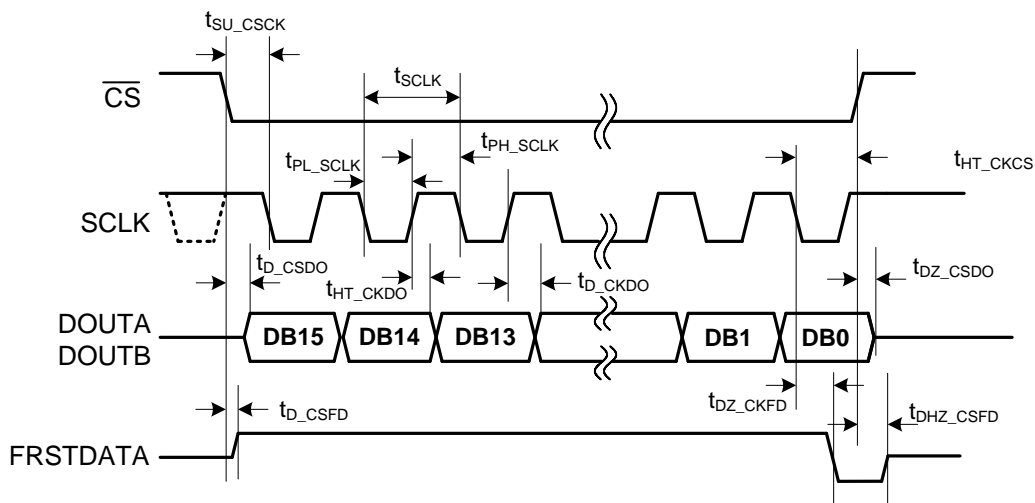 t_SU_CSCK
CS
t_SCLK
t_PL_SCLK
t_PH_SCLK
t_HT_CKCS
SCLK
t_D_CSDO
t_HT_CKDO
t_D_CKDO
t_DZ_CSDO
DOUTA
DOUTB
DB15
DB14
DB13
DB1
DB0
t_D_CSFD
t_DZ_CKFD
t_DHZ_CSFD
FRSTDATA